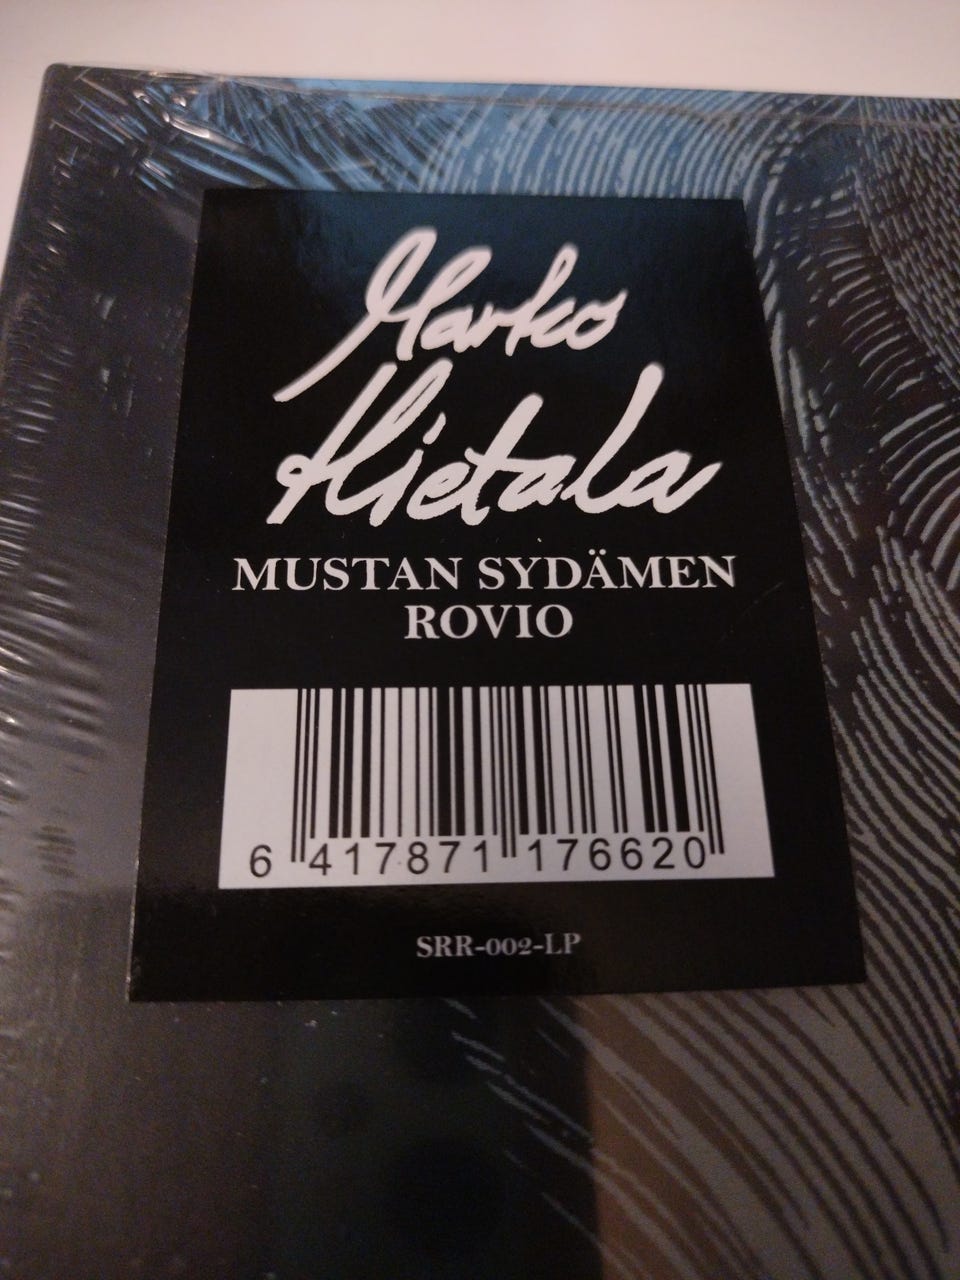 Marko
Hietala
MUSTAN SYDÄMEN
ROVIO
6 417871 176620
SRR-002-LP